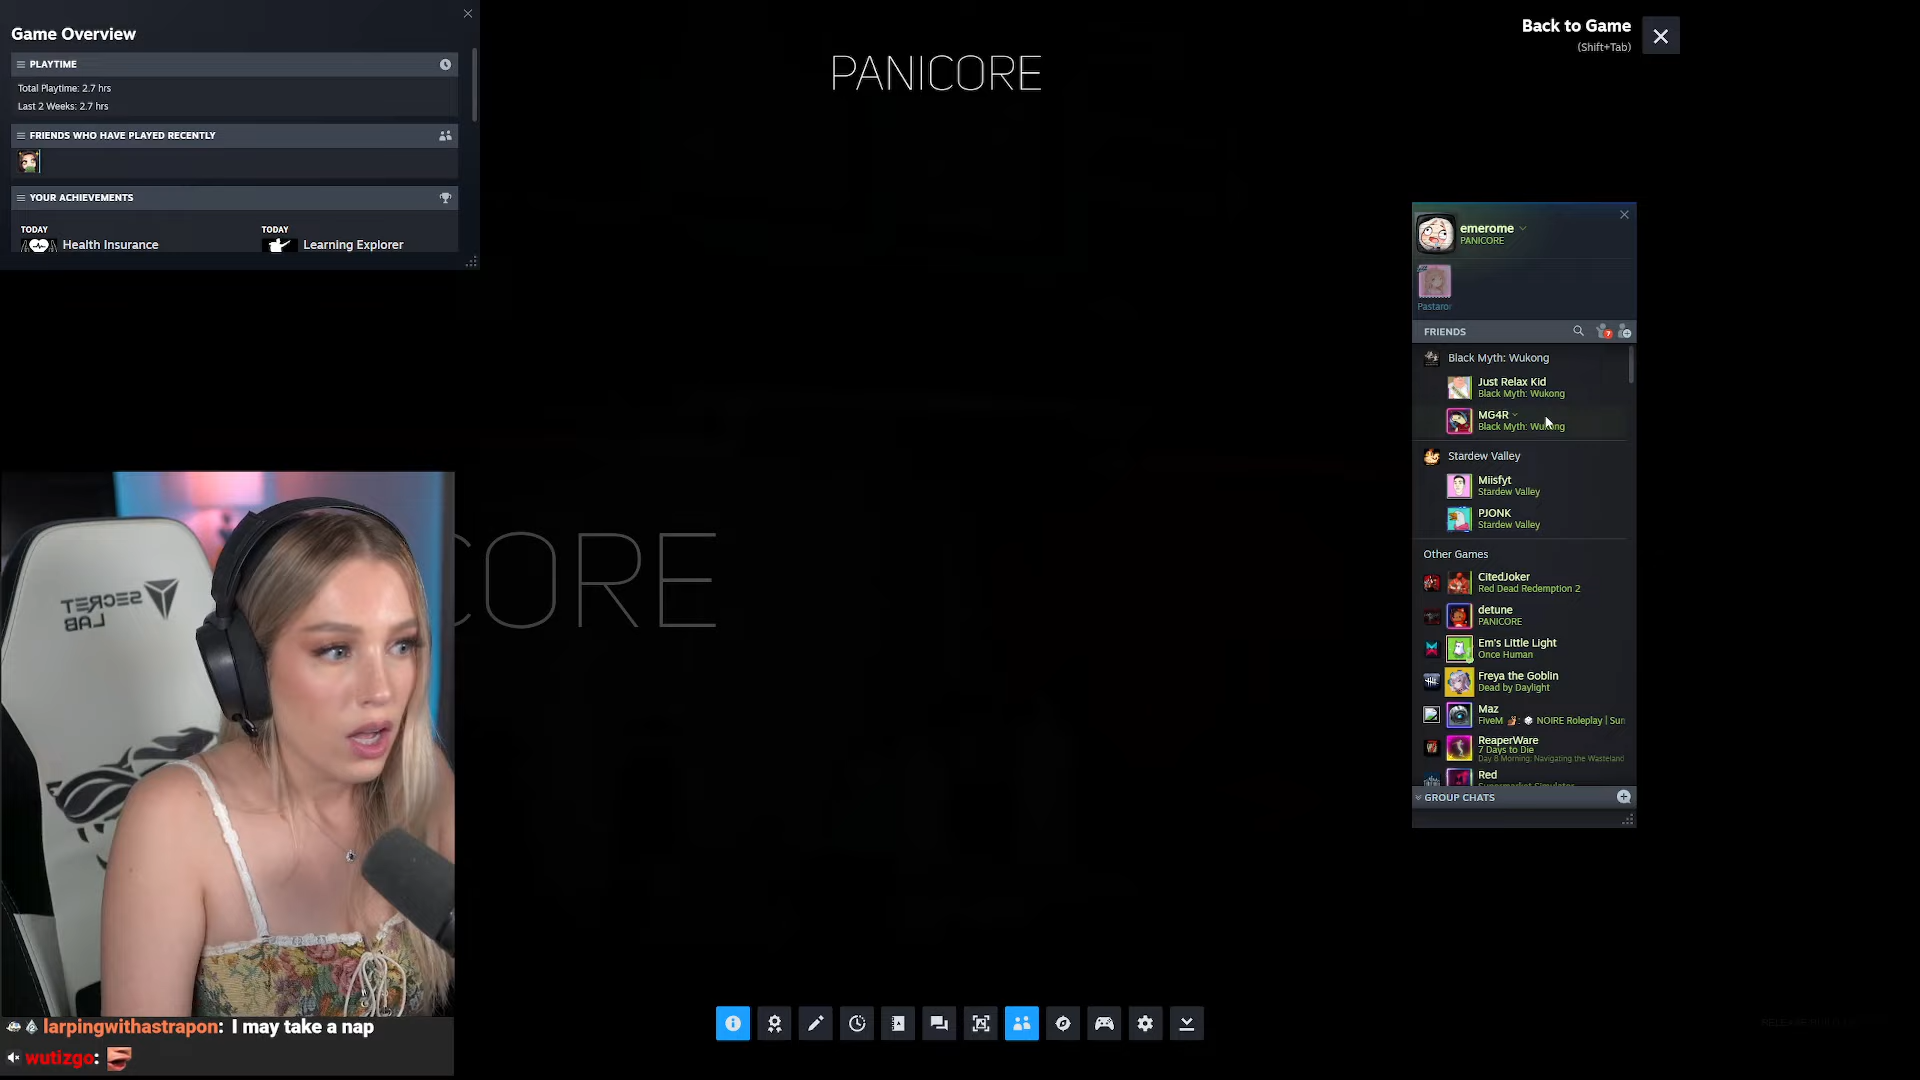 Game Overview
PLAYTIME
Total Playtime: 2.7 hrs
Last 2 Weeks: 2.7 hrs
FRIENDS WHO HAVE PLAYED RECENTLY
YOUR ACHIEVEMENTS
TODAY
Health Insurance
TODAY
Learning Explorer
PANICORE
Back to Game
(Shift+Tab)
emerome
PANICORE
Pastaro
FRIENDS
7
Black Myth: Wukong
Just Relax Kid
Black Myth: Wukong
MG4R
Black Myth: Wukong
Stardew Valley
Miisfyt
Stardew Valley
PJONK
Stardew Valley
Other Games
CitedJoker
Red Dead Redemption 2
detune
PANICORE
Em's Little Light
Once Human
Freya the Goblin
Dead by Daylight
Maz
FiveM : NOIRE Roleplay | Sur
ReaperWare
7 Days to Die
Day 8 Morning: Navigating the Wasteland
Red
Supermarket Simulator
GROUP CHATS
CORE
SECRET
LAB
larpingwithastrapon: I may take a nap
wutizgo: